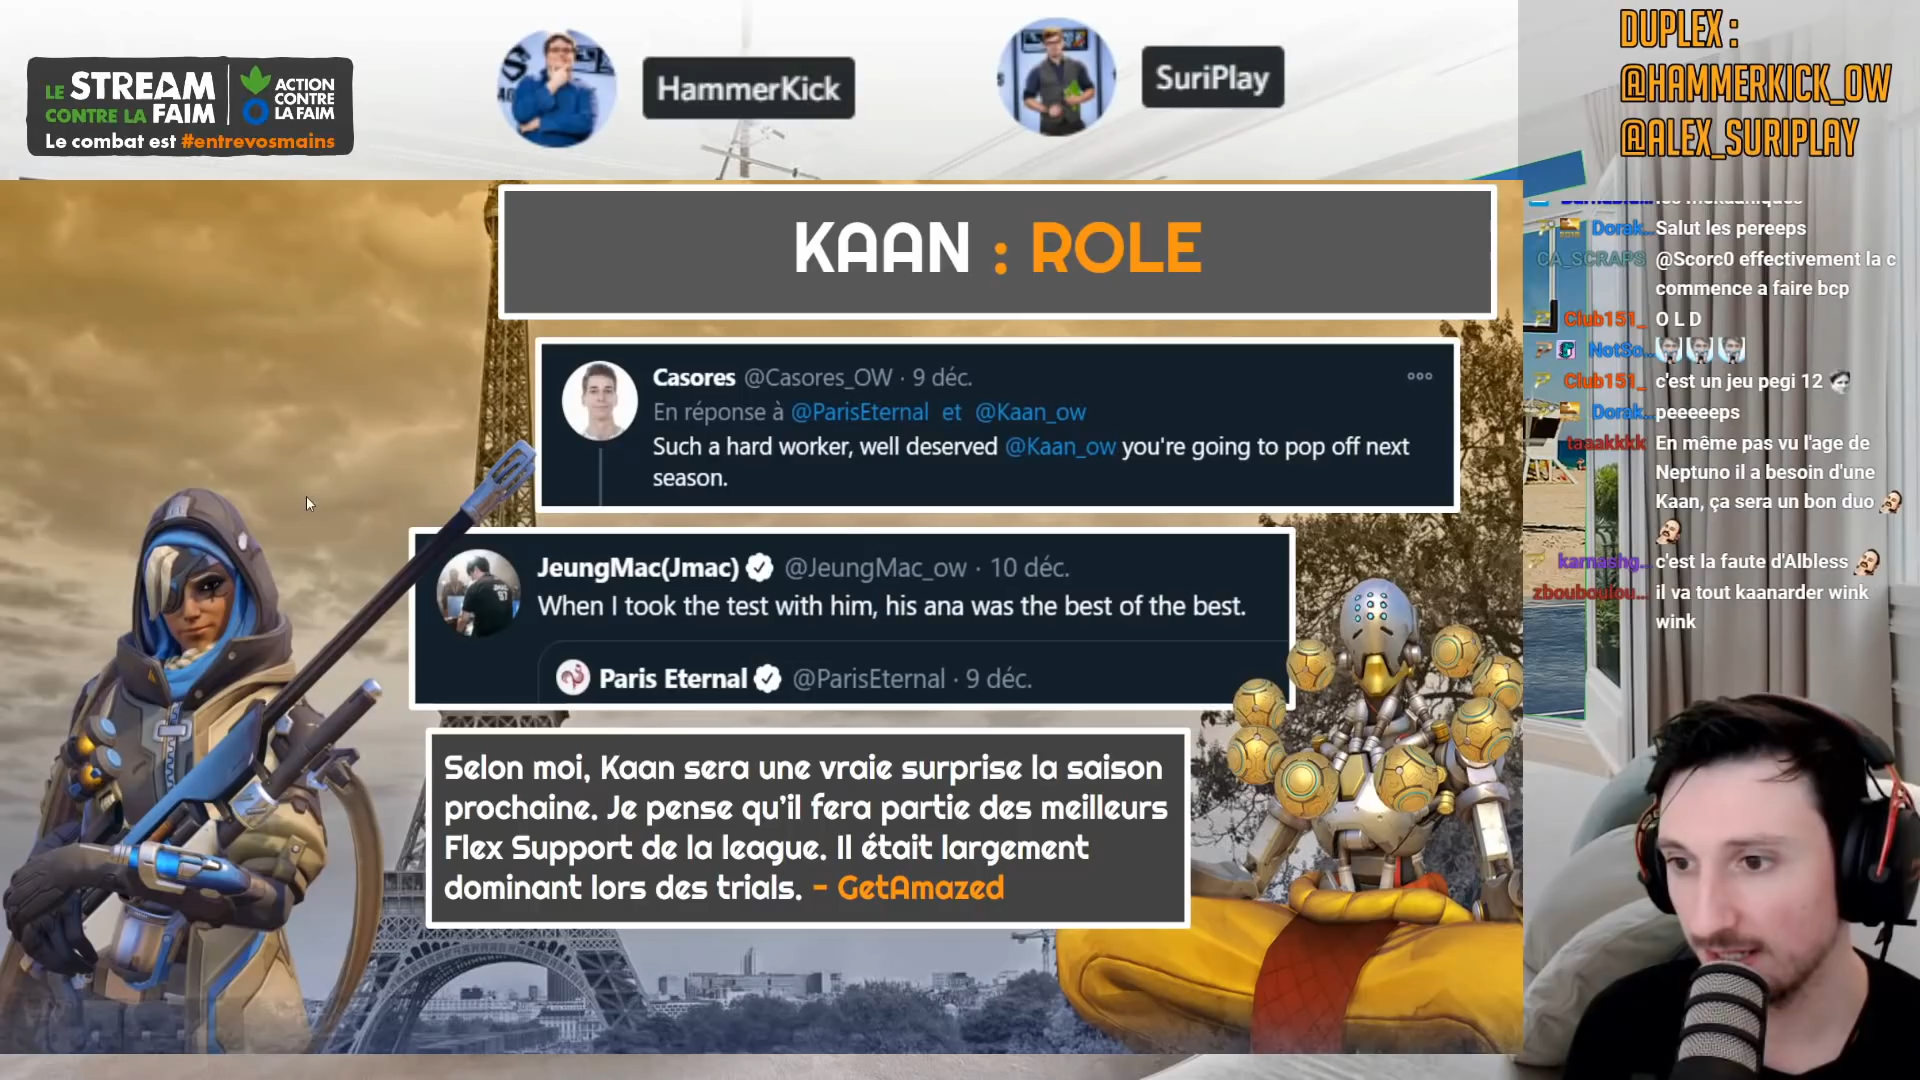 LE STREAM
CONTRE LA FAIM
ACTION
CONTRE
LA FAIM
Le combat est #entrevosmains
HammerKick
SuriPlay
DUPLEX :
@HAMMERKICK_OW
@ALEX_SURIPLAY
KAAN : ROLE
Casores @Casores_OW · 9 déc.
En réponse à @ParisEternal et @Kaan_ow
Such a hard worker, well deserved @Kaan_ow you're going to pop off next
season.
JeungMac(Jmac) @JeungMac_ow · 10 déc.
When I took the test with him, his ana was the best of the best.
Paris Eternal @ParisEternal · 9 déc.
Selon moi, Kaan sera une vraie surprise la saison
prochaine. Je pense qu'il fera partie des meilleurs
Flex Support de la league. Il était largement
dominant lors des trials. - GetAmazed
Dorak... Salut les pereeps
CA_SCRAPS @Scorc0 effectivement la c
commence a faire bcp
Club151_ O L D
NotSo...
Club151_ c'est un jeu pegi 12
Dorak... peeeeeps
taaakkkk En même pas vu l'age de
Neptuno il a besoin d'une
Kaan, ça sera un bon duo
karnashg... c'est la faute d'Albless
zbouboulou... il va tout kaanarder wink
wink